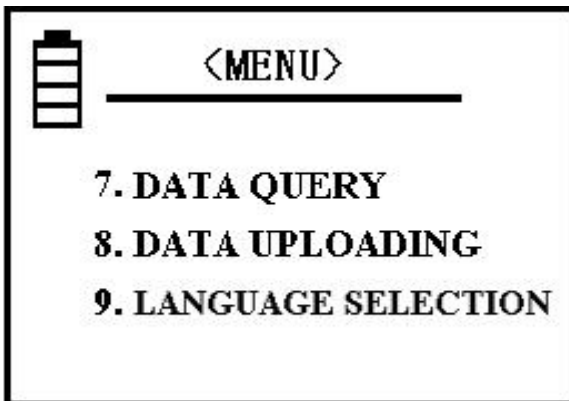 <MENU>
7. DATA QUERY
8. DATA UPLOADING
9. LANGUAGE SELECTION